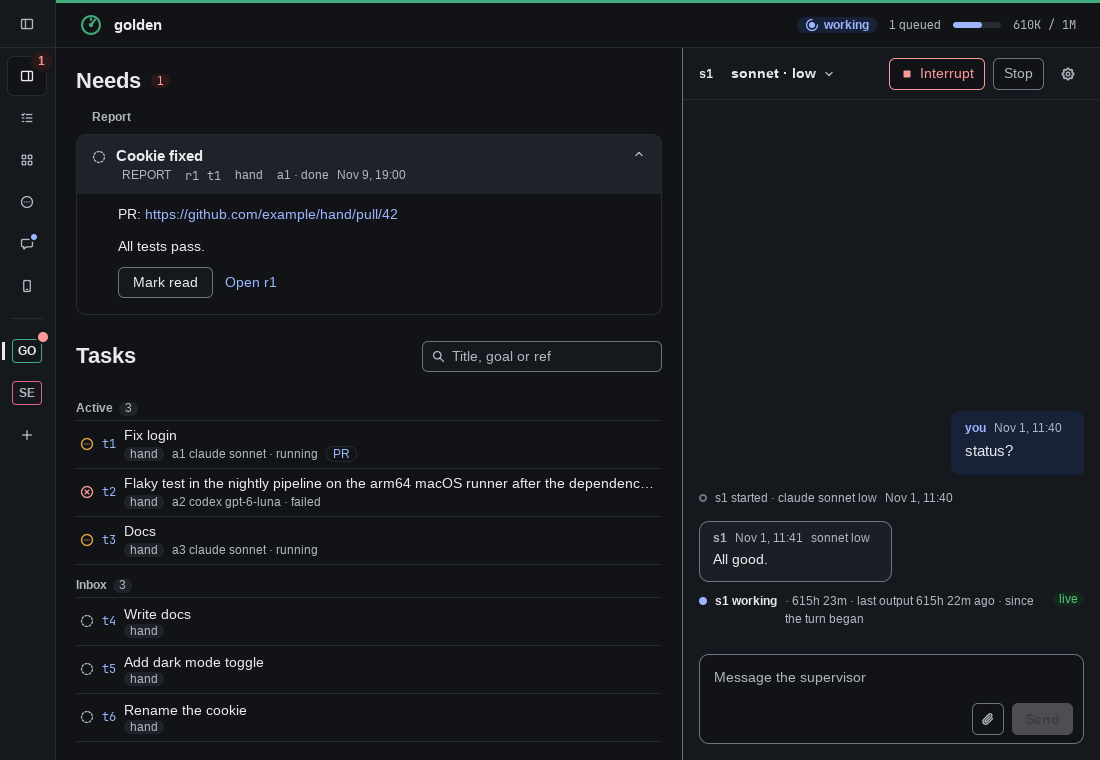 golden
working
1 queued
610K / 1M
1
GO
SE
Needs 1
Report
Cookie fixed
REPORT r1 t1 hand a1 · done Nov 9, 19:00
PR: https://github.com/example/hand/pull/42
All tests pass.
Mark read
Open r1
Tasks
Title, goal or ref
Active 3
t1 Fix login
hand a1 claude sonnet · running PR
t2 Flaky test in the nightly pipeline on the arm64 macOS runner after the dependenc…
hand a2 codex gpt-6-luna · failed
t3 Docs
hand a3 claude sonnet · running
Inbox 3
t4 Write docs
hand
t5 Add dark mode toggle
hand
t6 Rename the cookie
hand
s1 sonnet · low
Interrupt
Stop
you Nov 1, 11:40
status?
s1 started · claude sonnet low Nov 1, 11:40
s1 Nov 1, 11:41 sonnet low
All good.
s1 working · 615h 23m · last output 615h 22m ago · since
the turn began
live
Message the supervisor
Send